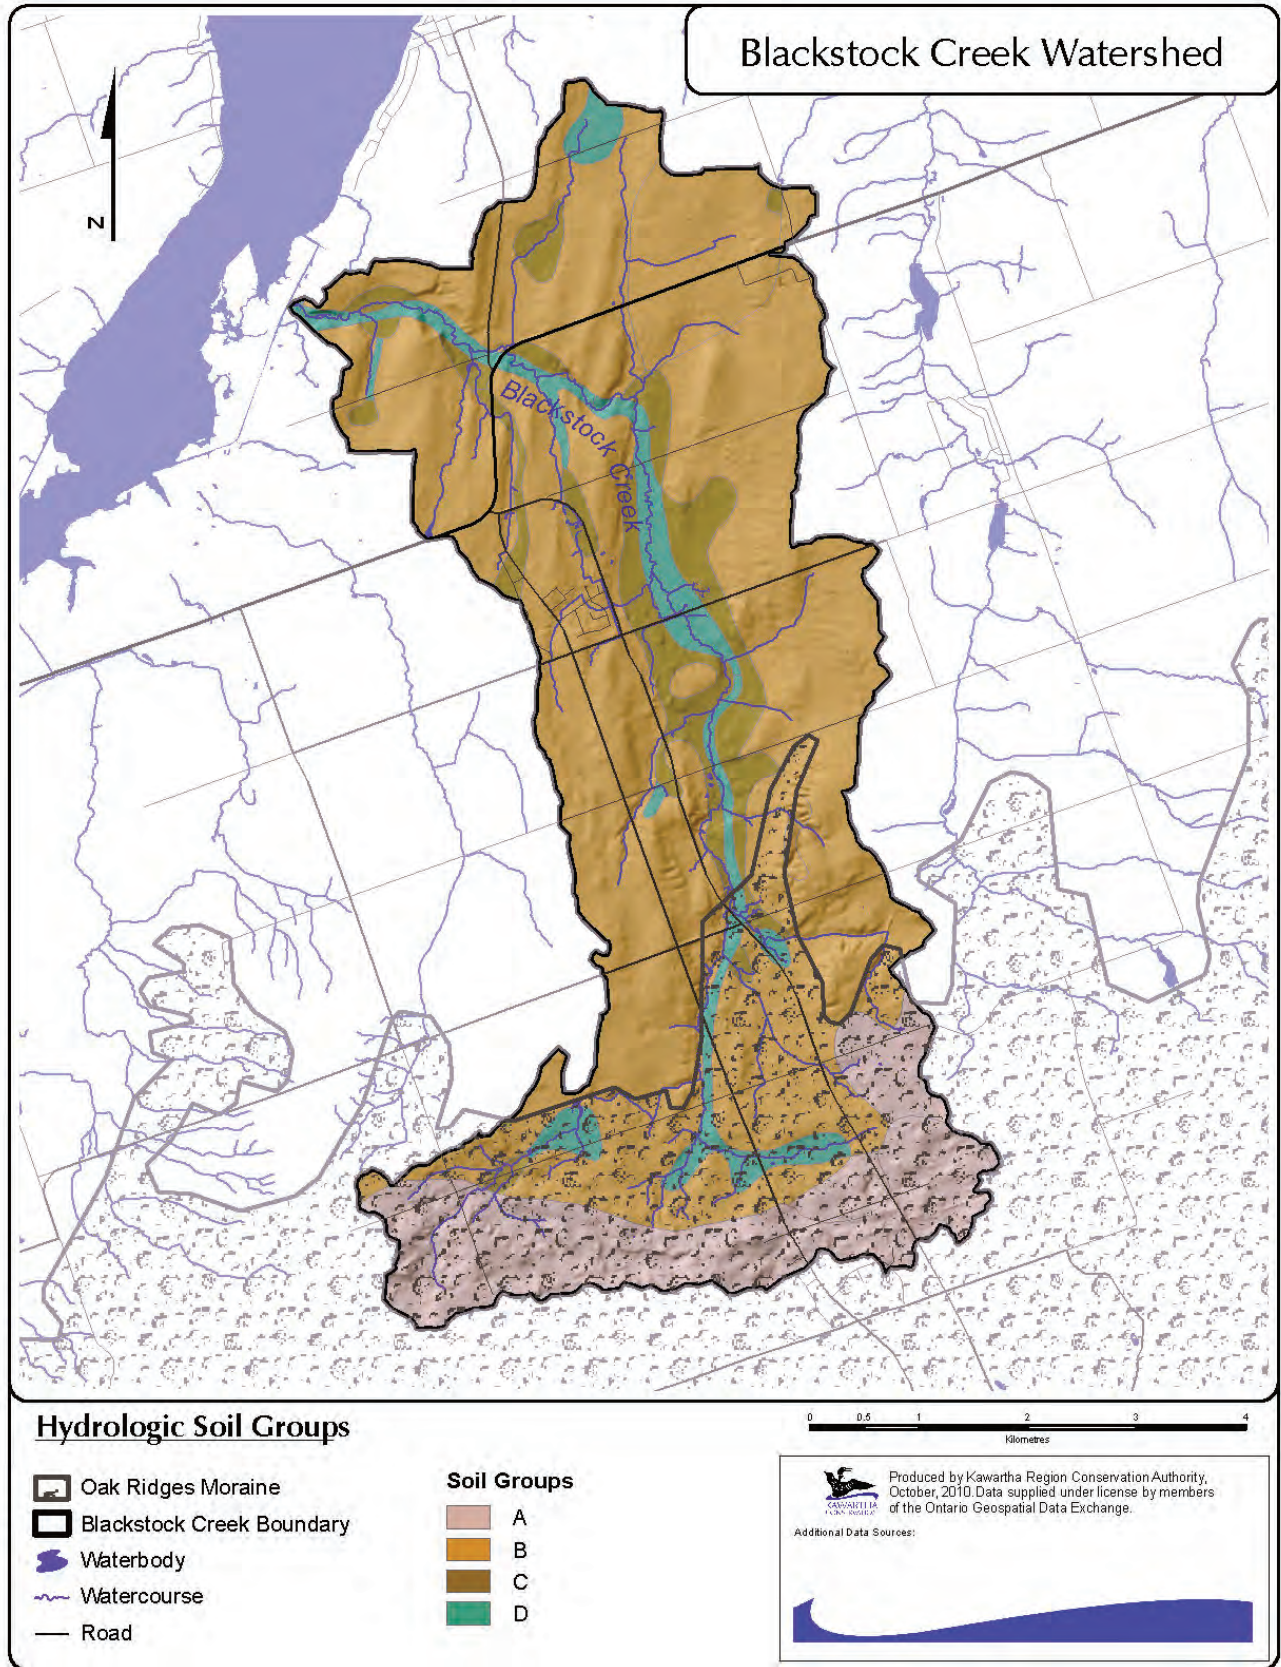 Blackstock Creek Watershed
N
Blackstock Creek
Hydrologic Soil Groups
Oak Ridges Moraine
Blackstock Creek Boundary
Waterbody
Watercourse
Road
Soil Groups
A
B
C
D
0 0.5 1 2 3 4
Kilometres
KAWARTHA
CONSERVATION
Produced by Kawartha Region Conservation Authority,
October, 2010. Data supplied under license by members
of the Ontario Geospatial Data Exchange.
Additional Data Sources: